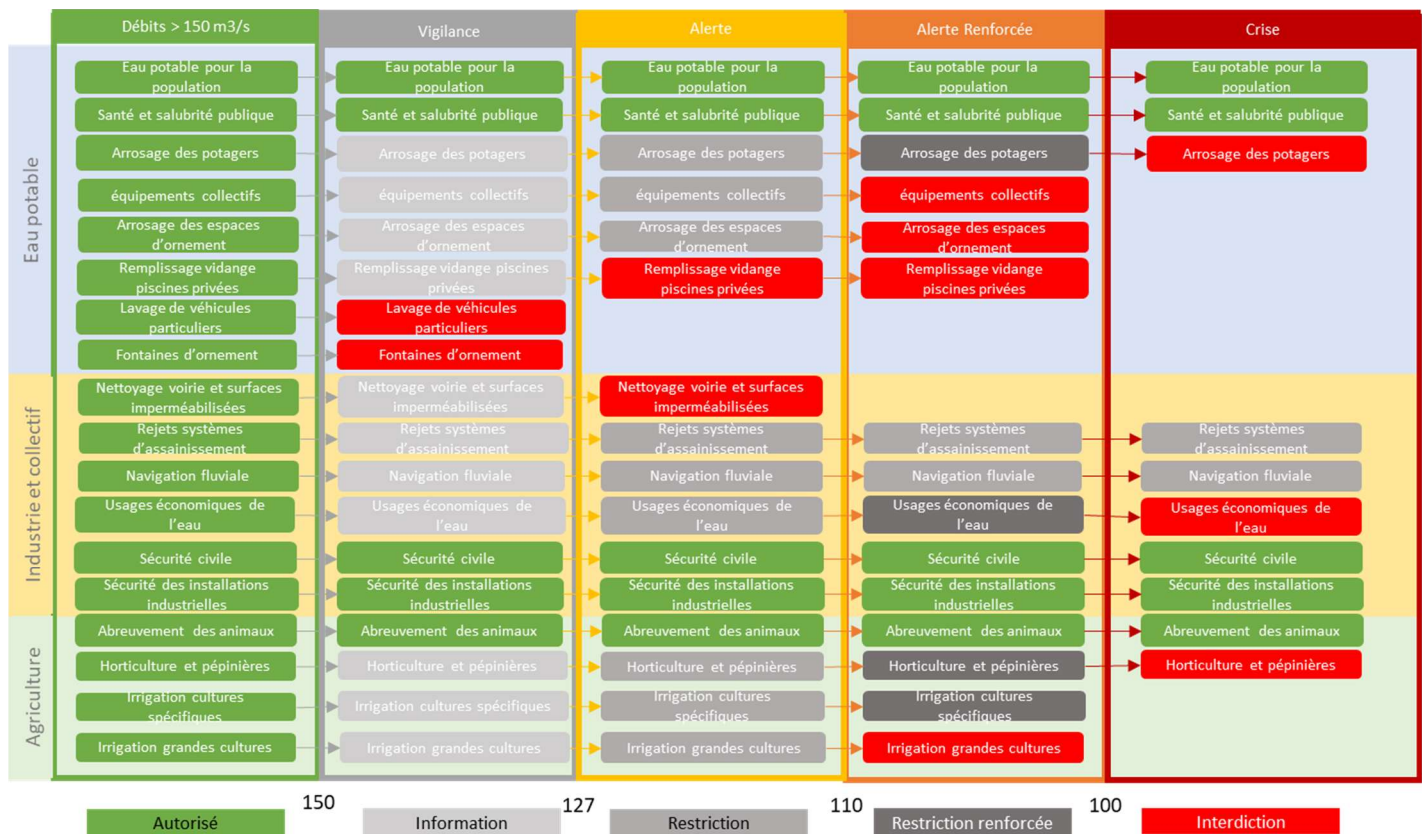 Débits > 150 m3/s
Vigilance
Alerte
Alerte Renforcée
Crise
Eau potable
Eau potable pour la
population
Eau potable pour la
population
Eau potable pour la
population
Eau potable pour la
population
Eau potable pour la
population
Santé et salubrité publique
Santé et salubrité publique
Santé et salubrité publique
Santé et salubrité publique
Santé et salubrité publique
Arrosage des potagers
Arrosage des potagers
Arrosage des potagers
Arrosage des potagers
Arrosage des potagers
équipements collectifs
équipements collectifs
équipements collectifs
équipements collectifs
Arrosage des espaces
d'ornement
Arrosage des espaces
d'ornement
Arrosage des espaces
d'ornement
Arrosage des espaces
d'ornement
Remplissage vidange
piscines privées
Remplissage vidange piscines
privées
Remplissage vidange
piscines privées
Remplissage vidange
piscines privées
Lavage de véhicules
particuliers
Lavage de véhicules
particuliers
Fontaines d'ornement
Fontaines d'ornement
Industrie et collectif
Nettoyage voirie et surfaces
imperméabilisées
Nettoyage voirie et surfaces
imperméabilisées
Nettoyage voirie et surfaces
imperméabilisées
Rejets systèmes
d'assainissement
Rejets systèmes
d'assainissement
Rejets systèmes
d'assainissement
Rejets systèmes
d'assainissement
Rejets systèmes
d'assainissement
Navigation fluviale
Navigation fluviale
Navigation fluviale
Navigation fluviale
Navigation fluviale
Usages économiques de
l'eau
Usages économiques de
l'eau
Usages économiques de
l'eau
Usages économiques de
l'eau
Usages économiques de
l'eau
Sécurité civile
Sécurité civile
Sécurité civile
Sécurité civile
Sécurité civile
Sécurité des installations
industrielles
Sécurité des installations
industrielles
Sécurité des installations
industrielles
Sécurité des installations
industrielles
Sécurité des installations
industrielles
Agriculture
Abreuvement des animaux
Abreuvement des animaux
Abreuvement des animaux
Abreuvement des animaux
Abreuvement des animaux
Horticulture et pépinières
Horticulture et pépinières
Horticulture et pépinières
Horticulture et pépinières
Horticulture et pépinières
Irrigation cultures
spécifiques
Irrigation cultures spécifiques
Irrigation cultures
spécifiques
Irrigation cultures
spécifiques
Irrigation grandes cultures
Irrigation grandes cultures
Irrigation grandes cultures
Irrigation grandes cultures
150
127
110
100
Autorisé
Information
Restriction
Restriction renforcée
Interdiction